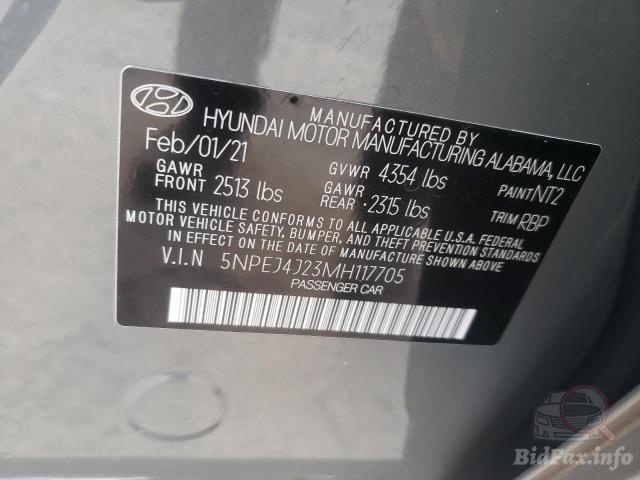 MANUFACTURED BY
HYUNDAI MOTOR MANUFACTURING ALABAMA, LLC
Feb/01/21
GVWR 4354 lbs
PAINT NT2
GAWR FRONT 2513 lbs
GAWR REAR 2315 lbs
TRIM RBP
THIS VEHICLE CONFORMS TO ALL APPLICABLE U.S. FEDERAL
MOTOR VEHICLE SAFETY, BUMPER, AND THEFT PREVENTION STANDARDS
IN EFFECT ON THE DATE OF MANUFACTURE SHOWN ABOVE.
V.I.N 5NPEJ4J23MH117705
PASSENGER CAR
BidFax.info